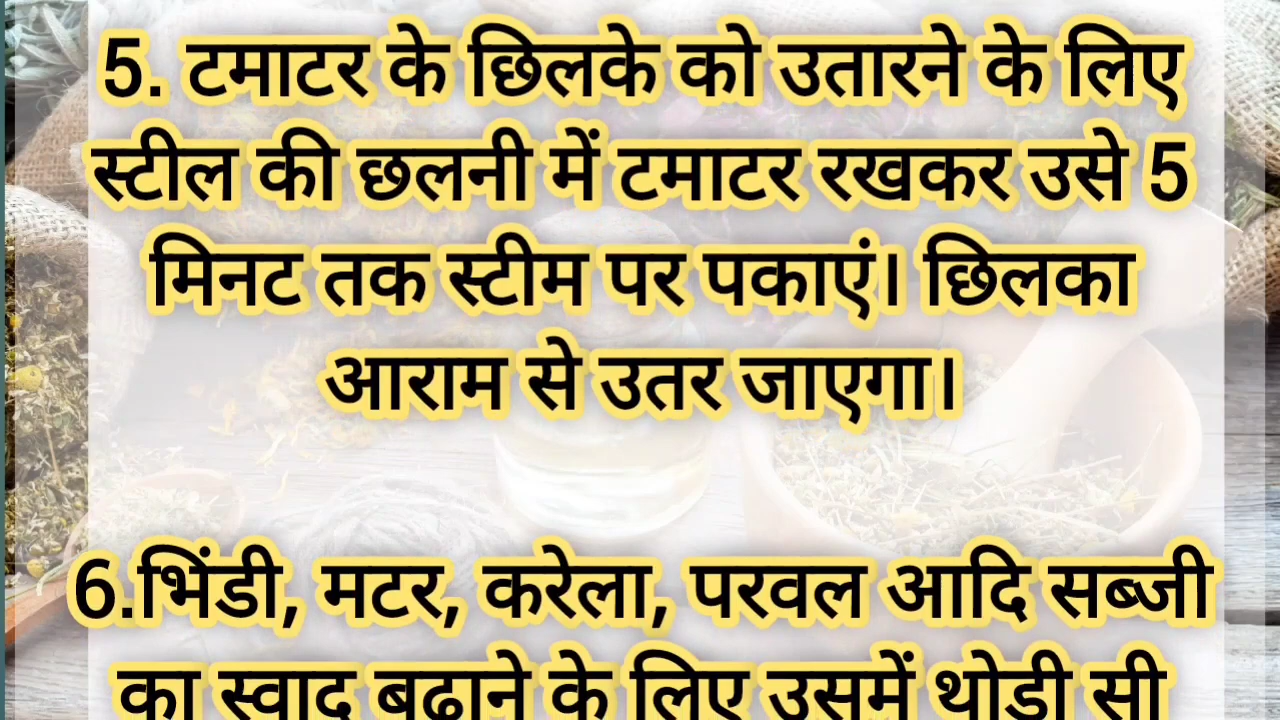 5. टमाटर के छिलके को उतारने के लिए
स्टील की छलनी में टमाटर रखकर उसे 5
मिनट तक स्टीम पर पकाएं। छिलका
आराम से उतर जाएगा।
6.भिंडी, मटर, करेला, परवल आदि सब्जी
का स्वाद बढ़ाने के लिए उसमें थोड़ी सी